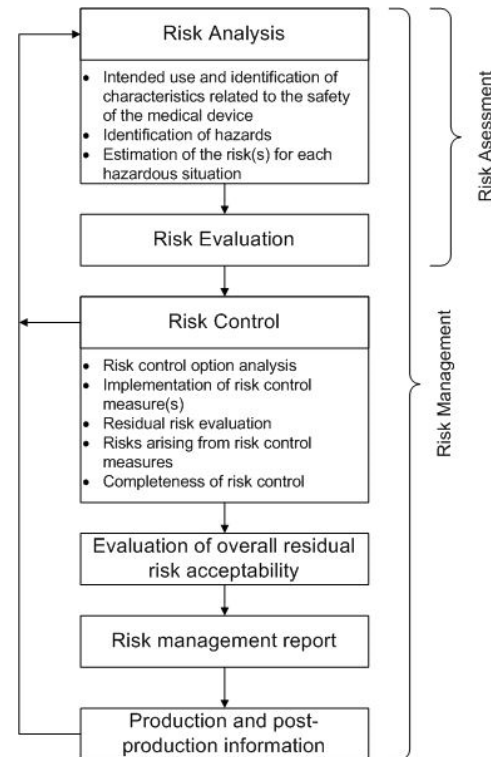 Risk Analysis
• Intended use and identification of
characteristics related to the safety
of the medical device
• Identification of hazards
• Estimation of the risk(s) for each
hazardous situation
Risk Evaluation
Risk Control
• Risk control option analysis
• Implementation of risk control
measure(s)
• Residual risk evaluation
• Risks arising from risk control
measures
• Completeness of risk control
Evaluation of overall residual
risk acceptability
Risk management report
Production and post-
production information
Risk Asessment
Risk Management